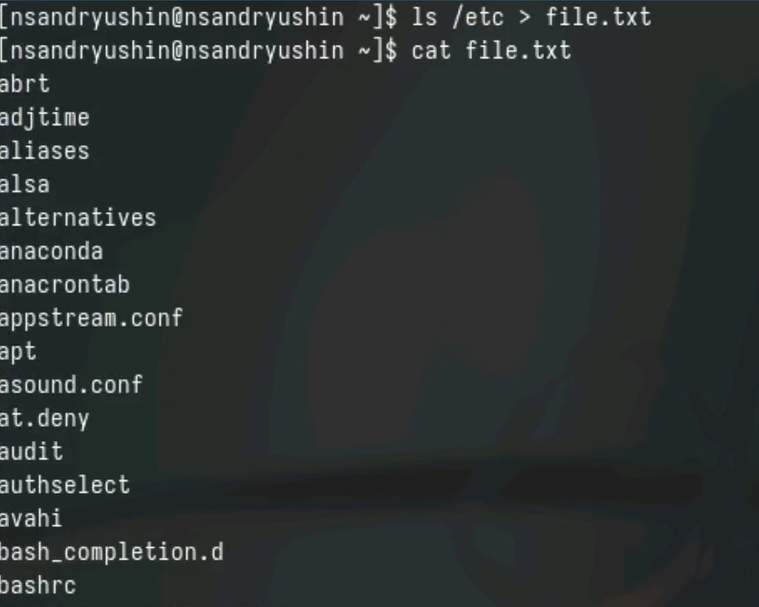 [nsandryushin@nsandryushin ~]$ ls /etc > file.txt
[nsandryushin@nsandryushin ~]$ cat file.txt
abrt
adjtime
aliases
alsa
alternatives
anaconda
anacrontab
appstream.conf
apt
asound.conf
at.deny
audit
authselect
avahi
bash_completion.d
bashrc